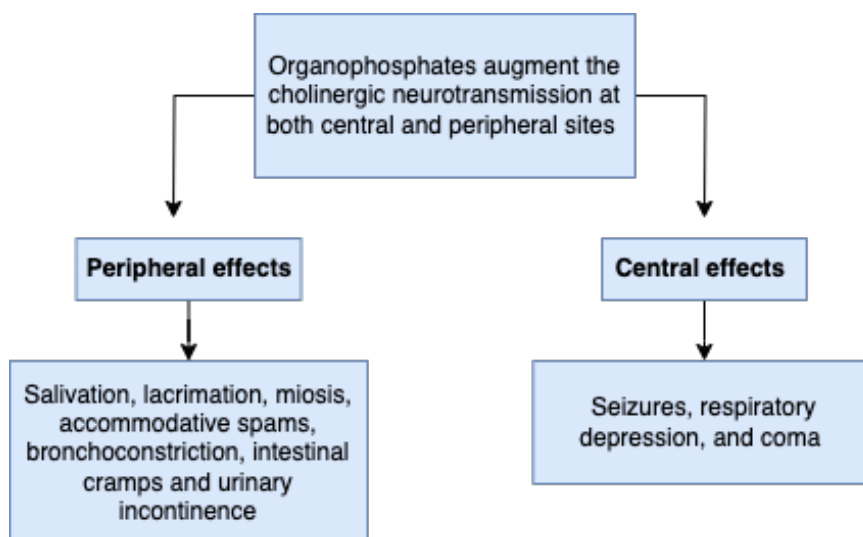 Organophosphates augment the
cholinergic neurotransmission at
both central and peripheral sites
Peripheral effects
Central effects
Salivation, lacrimation, miosis,
accommodative spams,
bronchoconstriction, intestinal
cramps and urinary
incontinence
Seizures, respiratory
depression, and coma